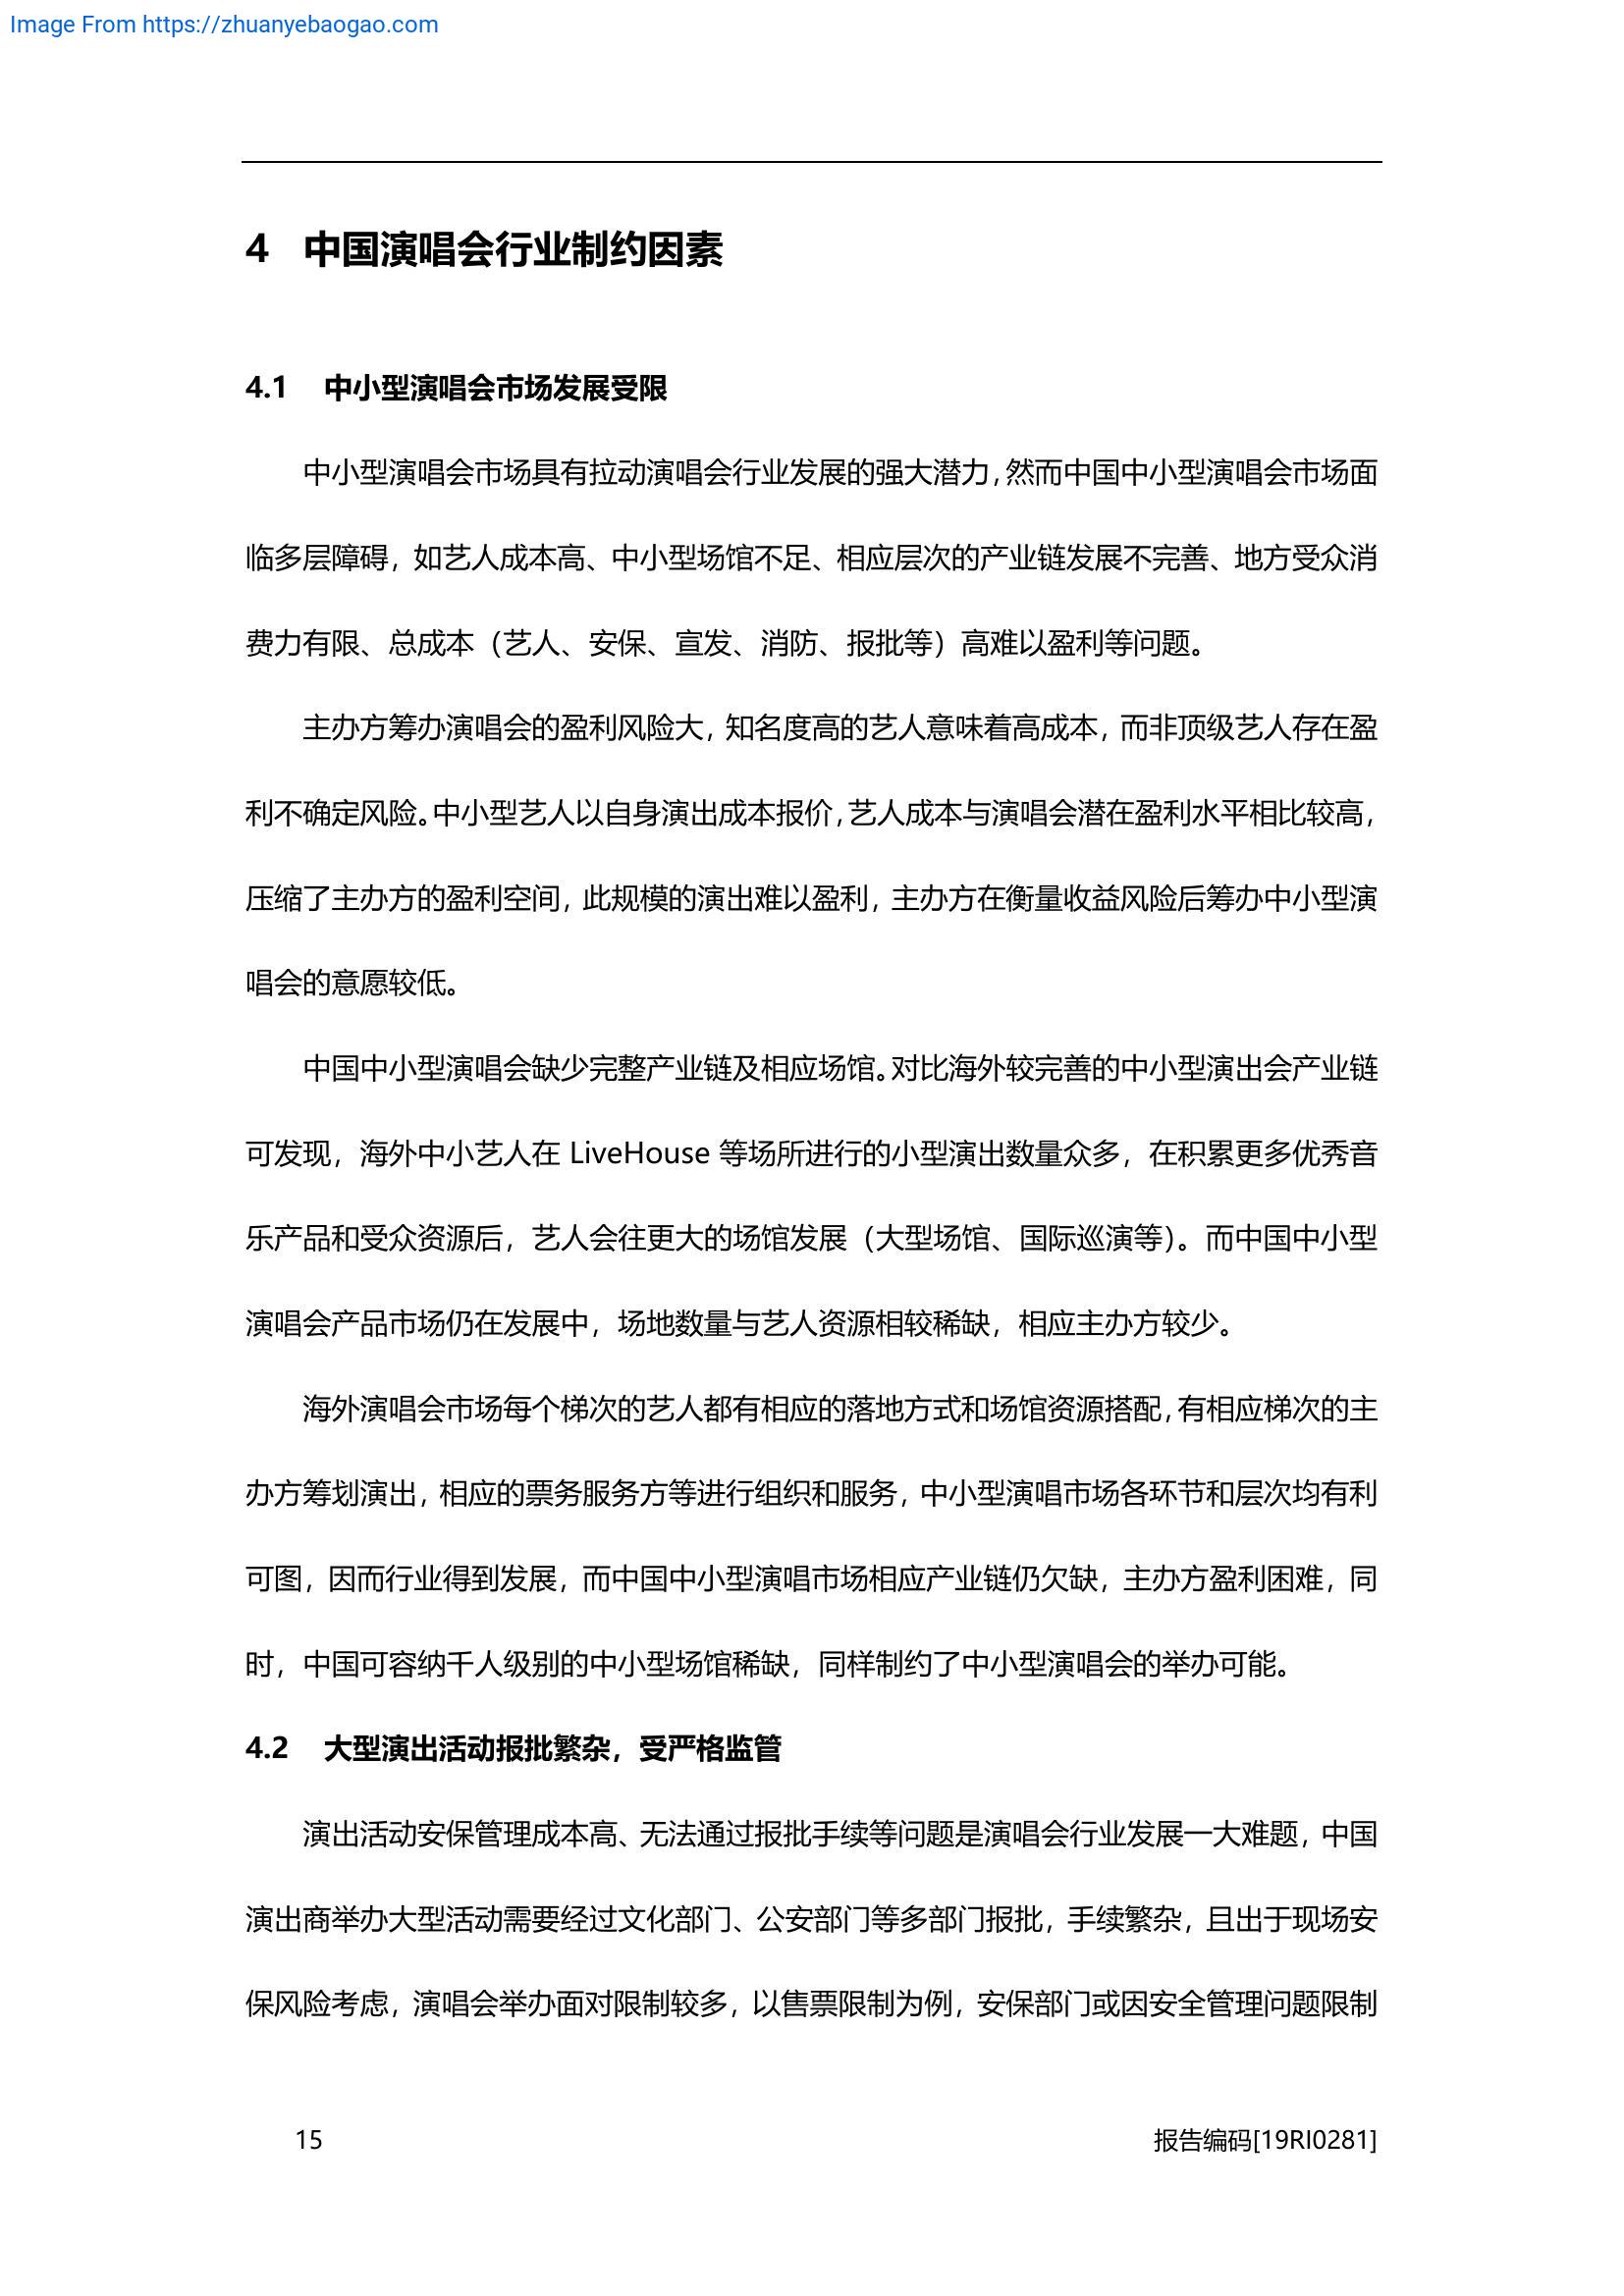 Image From https://zhuanyebaogao.com
4 中国演唱会行业制约因素
4.1 中小型演唱会市场发展受限
中小型演唱会市场具有拉动演唱会行业发展的强大潜力，然而中国中小型演唱会市场面
临多层障碍，如艺人成本高、中小型场馆不足、相应层次的产业链发展不完善、地方受众消
费力有限、总成本（艺人、安保、宣发、消防、报批等）高难以盈利等问题。
主办方筹办演唱会的盈利风险大，知名度高的艺人意味着高成本，而非顶级艺人存在盈
利不确定风险。中小型艺人以自身演出成本报价，艺人成本与演唱会潜在盈利水平相比较高，
压缩了主办方的盈利空间，此规模的演出难以盈利，主办方在衡量收益风险后筹办中小型演
唱会的意愿较低。
中国中小型演唱会缺少完整产业链及相应场馆。对比海外较完善的中小型演出会产业链
可发现，海外中小艺人在 LiveHouse 等场所进行的小型演出数量众多，在积累更多优秀音
乐产品和受众资源后，艺人会往更大的场馆发展（大型场馆、国际巡演等）。而中国中小型
演唱会产品市场仍在发展中，场地数量与艺人资源相较稀缺，相应主办方较少。
海外演唱会市场每个梯次的艺人都有相应的落地方式和场馆资源搭配，有相应梯次的主
办方筹划演出，相应的票务服务方等进行组织和服务，中小型演唱市场各环节和层次均有利
可图，因而行业得到发展，而中国中小型演唱市场相应产业链仍欠缺，主办方盈利困难，同
时，中国可容纳千人级别的中小型场馆稀缺，同样制约了中小型演唱会的举办可能。
4.2 大型演出活动报批繁杂，受严格监管
演出活动安保管理成本高、无法通过报批手续等问题是演唱会行业发展一大难题，中国
演出商举办大型活动需要经过文化部门、公安部门等多部门报批，手续繁杂，且出于现场安
保风险考虑，演唱会举办面对限制较多，以售票限制为例，安保部门或因安全管理问题限制
15 报告编码[19RI0281]